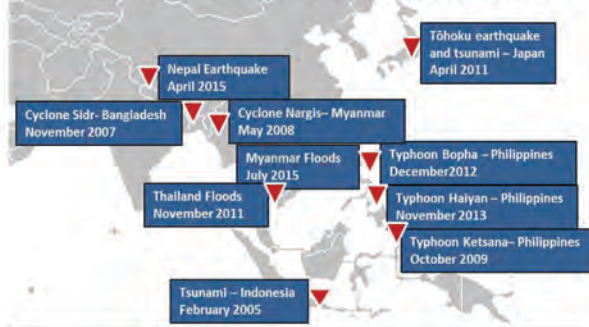 Tōhoku earthquake
and tsunami – Japan
April 2011
Nepal Earthquake
April 2015
Cyclone Sidr- Bangladesh
November 2007
Cyclone Nargis– Myanmar
May 2008
Myanmar Floods
July 2015
Typhoon Bopha – Philippines
December2012
Thailand Floods
November 2011
Typhoon Haiyan – Philippines
November 2013
Typhoon Ketsana– Philippines
October 2009
Tsunami – Indonesia
February 2005